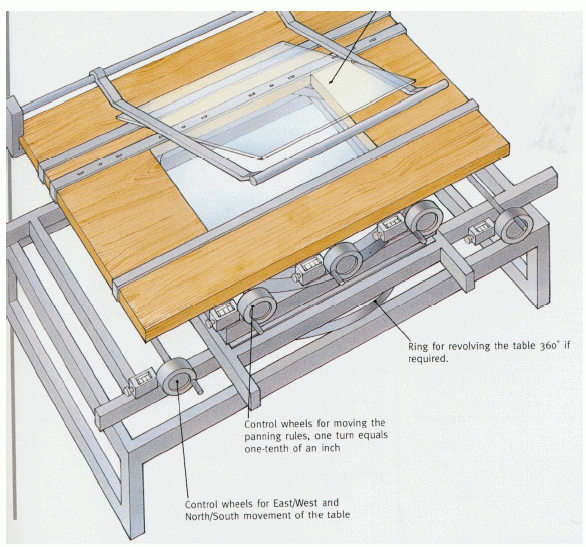 Ring for revolving the table 360° if
required.
Control wheels for moving the
panning rules, one turn equals
one-tenth of an inch
Control wheels for East/West and
North/South movement of the table